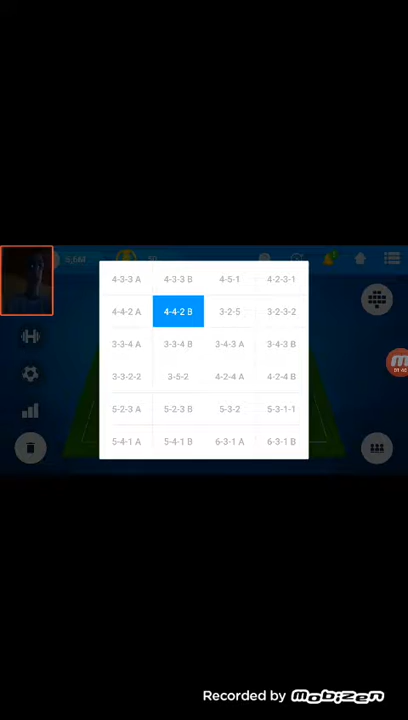 5,664
4-3-3 A 4-3-3 B 4-5-1 4-2-3-1
4-4-2 A 4-4-2 B 3-2-5 3-2-3-2
3-3-4 A 3-3-4 B 3-4-3 A 3-4-3 B
3-3-2-2 3-5-2 4-2-4 A 4-2-4 B
5-2-3 A 5-2-3 B 5-3-2 5-3-1-1
5-4-1 A 5-4-1 B 6-3-1 A 6-3-1 B
Recorded by mobizen